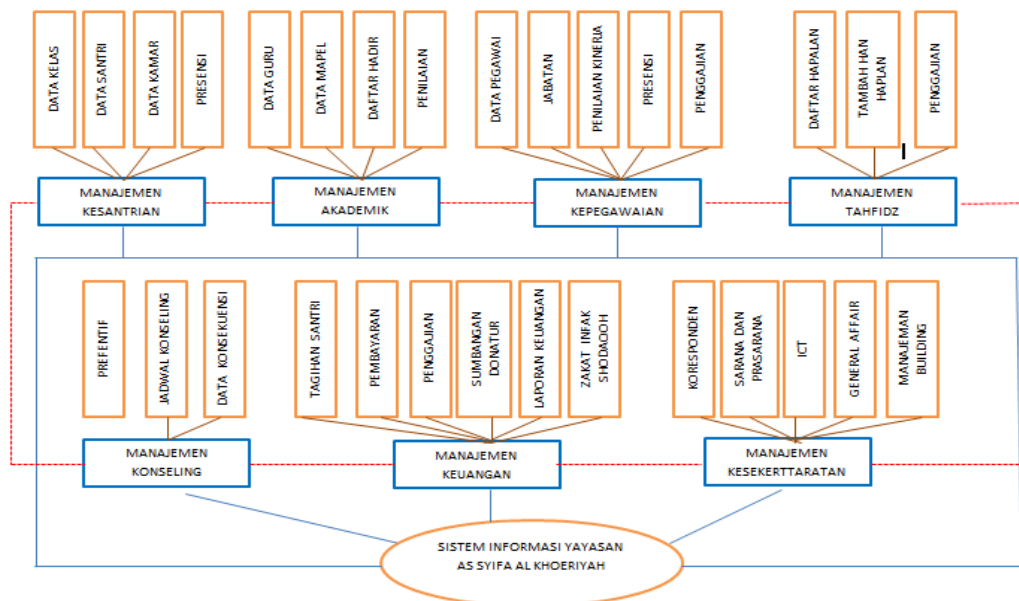 DATA KELAS
DATA SANTRI
DATA KAMAR
PRESENSI
DATA GURU
DATA MAPEL
DAFTAR HADIR
PENILAIAN
DATA PEGAWAI
JABATAN
PENILAIAN KINERJA
PRESENSI
PENGGAJIAN
DAFTAR HAPALAN
TAMBAH HAN
HAPLAN
PENGGAJIAN
MANAJEMEN
KESANTRIAN
MANAJEMEN
AKADEMIK
MANAJEMEN
KEPEGAWAIAN
MANAJEMEN
TAHFIDZ
PREFENTIF
JADWAL KONSELING
DATA KONSEKUENSI
TAGIHAN SANTRI
PEMBAYARAN
PENGGAJIAN
SUMBANGAN
DONATUR
LAPORAN KEUANGAN
ZAKAT INFAK
SHODAOOH
KORESPONDEN
SARANA DAN
PRASARANA
ICT
GENERAL AFFAIR
MANAJEMAN
BUILDING
MANAJEMEN
KONSELING
MANAJEMEN
KEUANGAN
MANAJEMEN
KESEKERTTARATAN
SISTEM INFORMASI YAYASAN
AS SYIFA AL KHOERIYAH